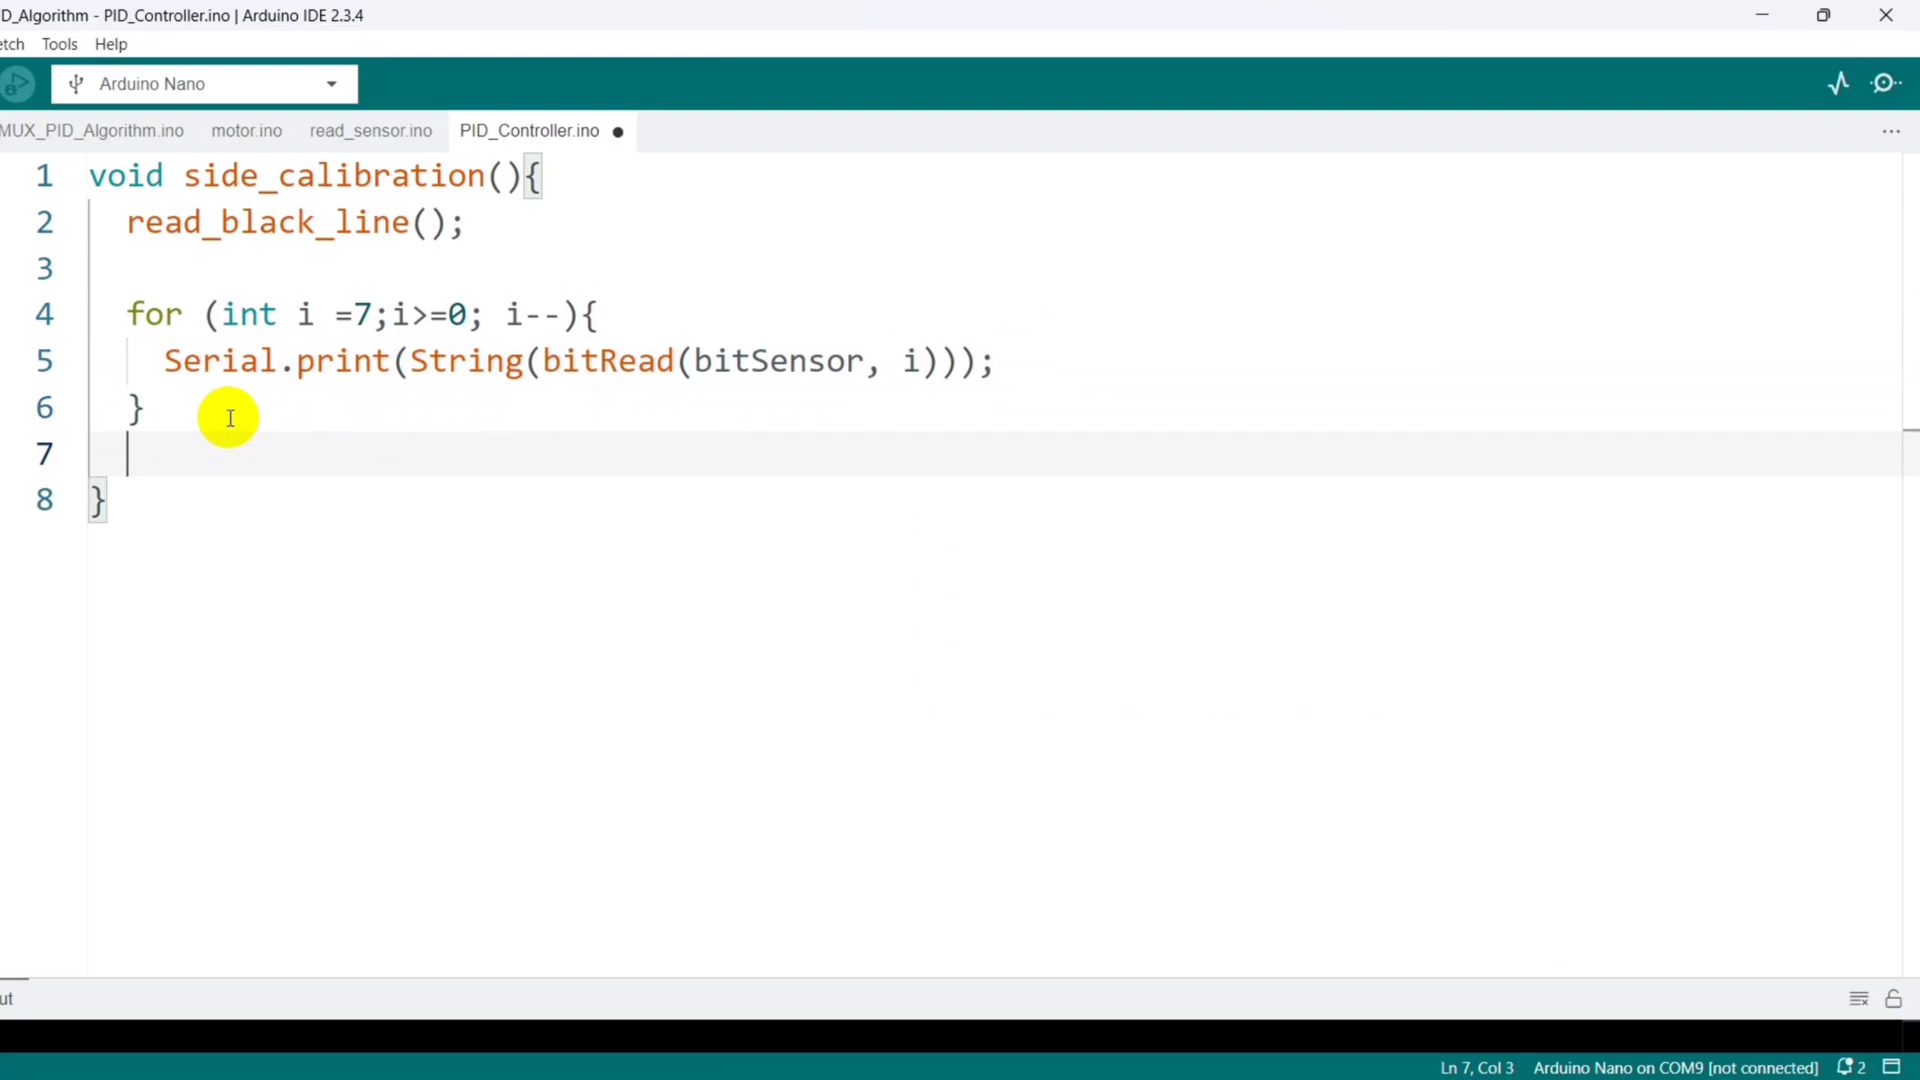 D_Algorithm - PID_Controller.ino | Arduino IDE 2.3.4
etch Tools Help
Arduino Nano
MUX_PID_Algorithm.ino motor.ino read_sensor.ino PID_Controller.ino
1 void side_calibration(){
2 read_black_line();
3
4 for (int i =7;i>=0; i--){
5 Serial.print(String(bitRead(bitSensor, i)));
6 }
7
8 }
ut
Ln 7, Col 3 Arduino Nano on COM9 [not connected] 2